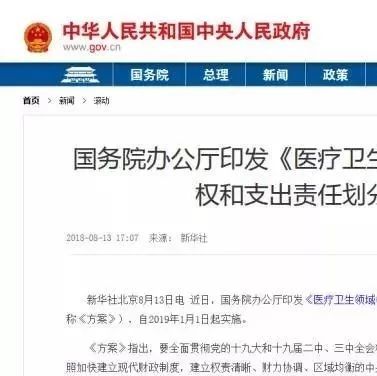 中华人民共和国中央人民政府
www.gov.cn
国务院 总理 新闻 政策
首页 > 新闻 > 滚动
国务院办公厅印发《医疗卫生
权和支出责任划分
2018-08-13 17:07 来源： 新华社
新华社北京8月13日电 近日，国务院办公厅印发《医疗卫生领域
称《方案》），自2019年1月1日起实施。
《方案》指出，要全面贯彻党的十九大和十九届二中、三中全会
照加快建立现代财政制度，建立权责清晰、财力协调、区域均衡的中